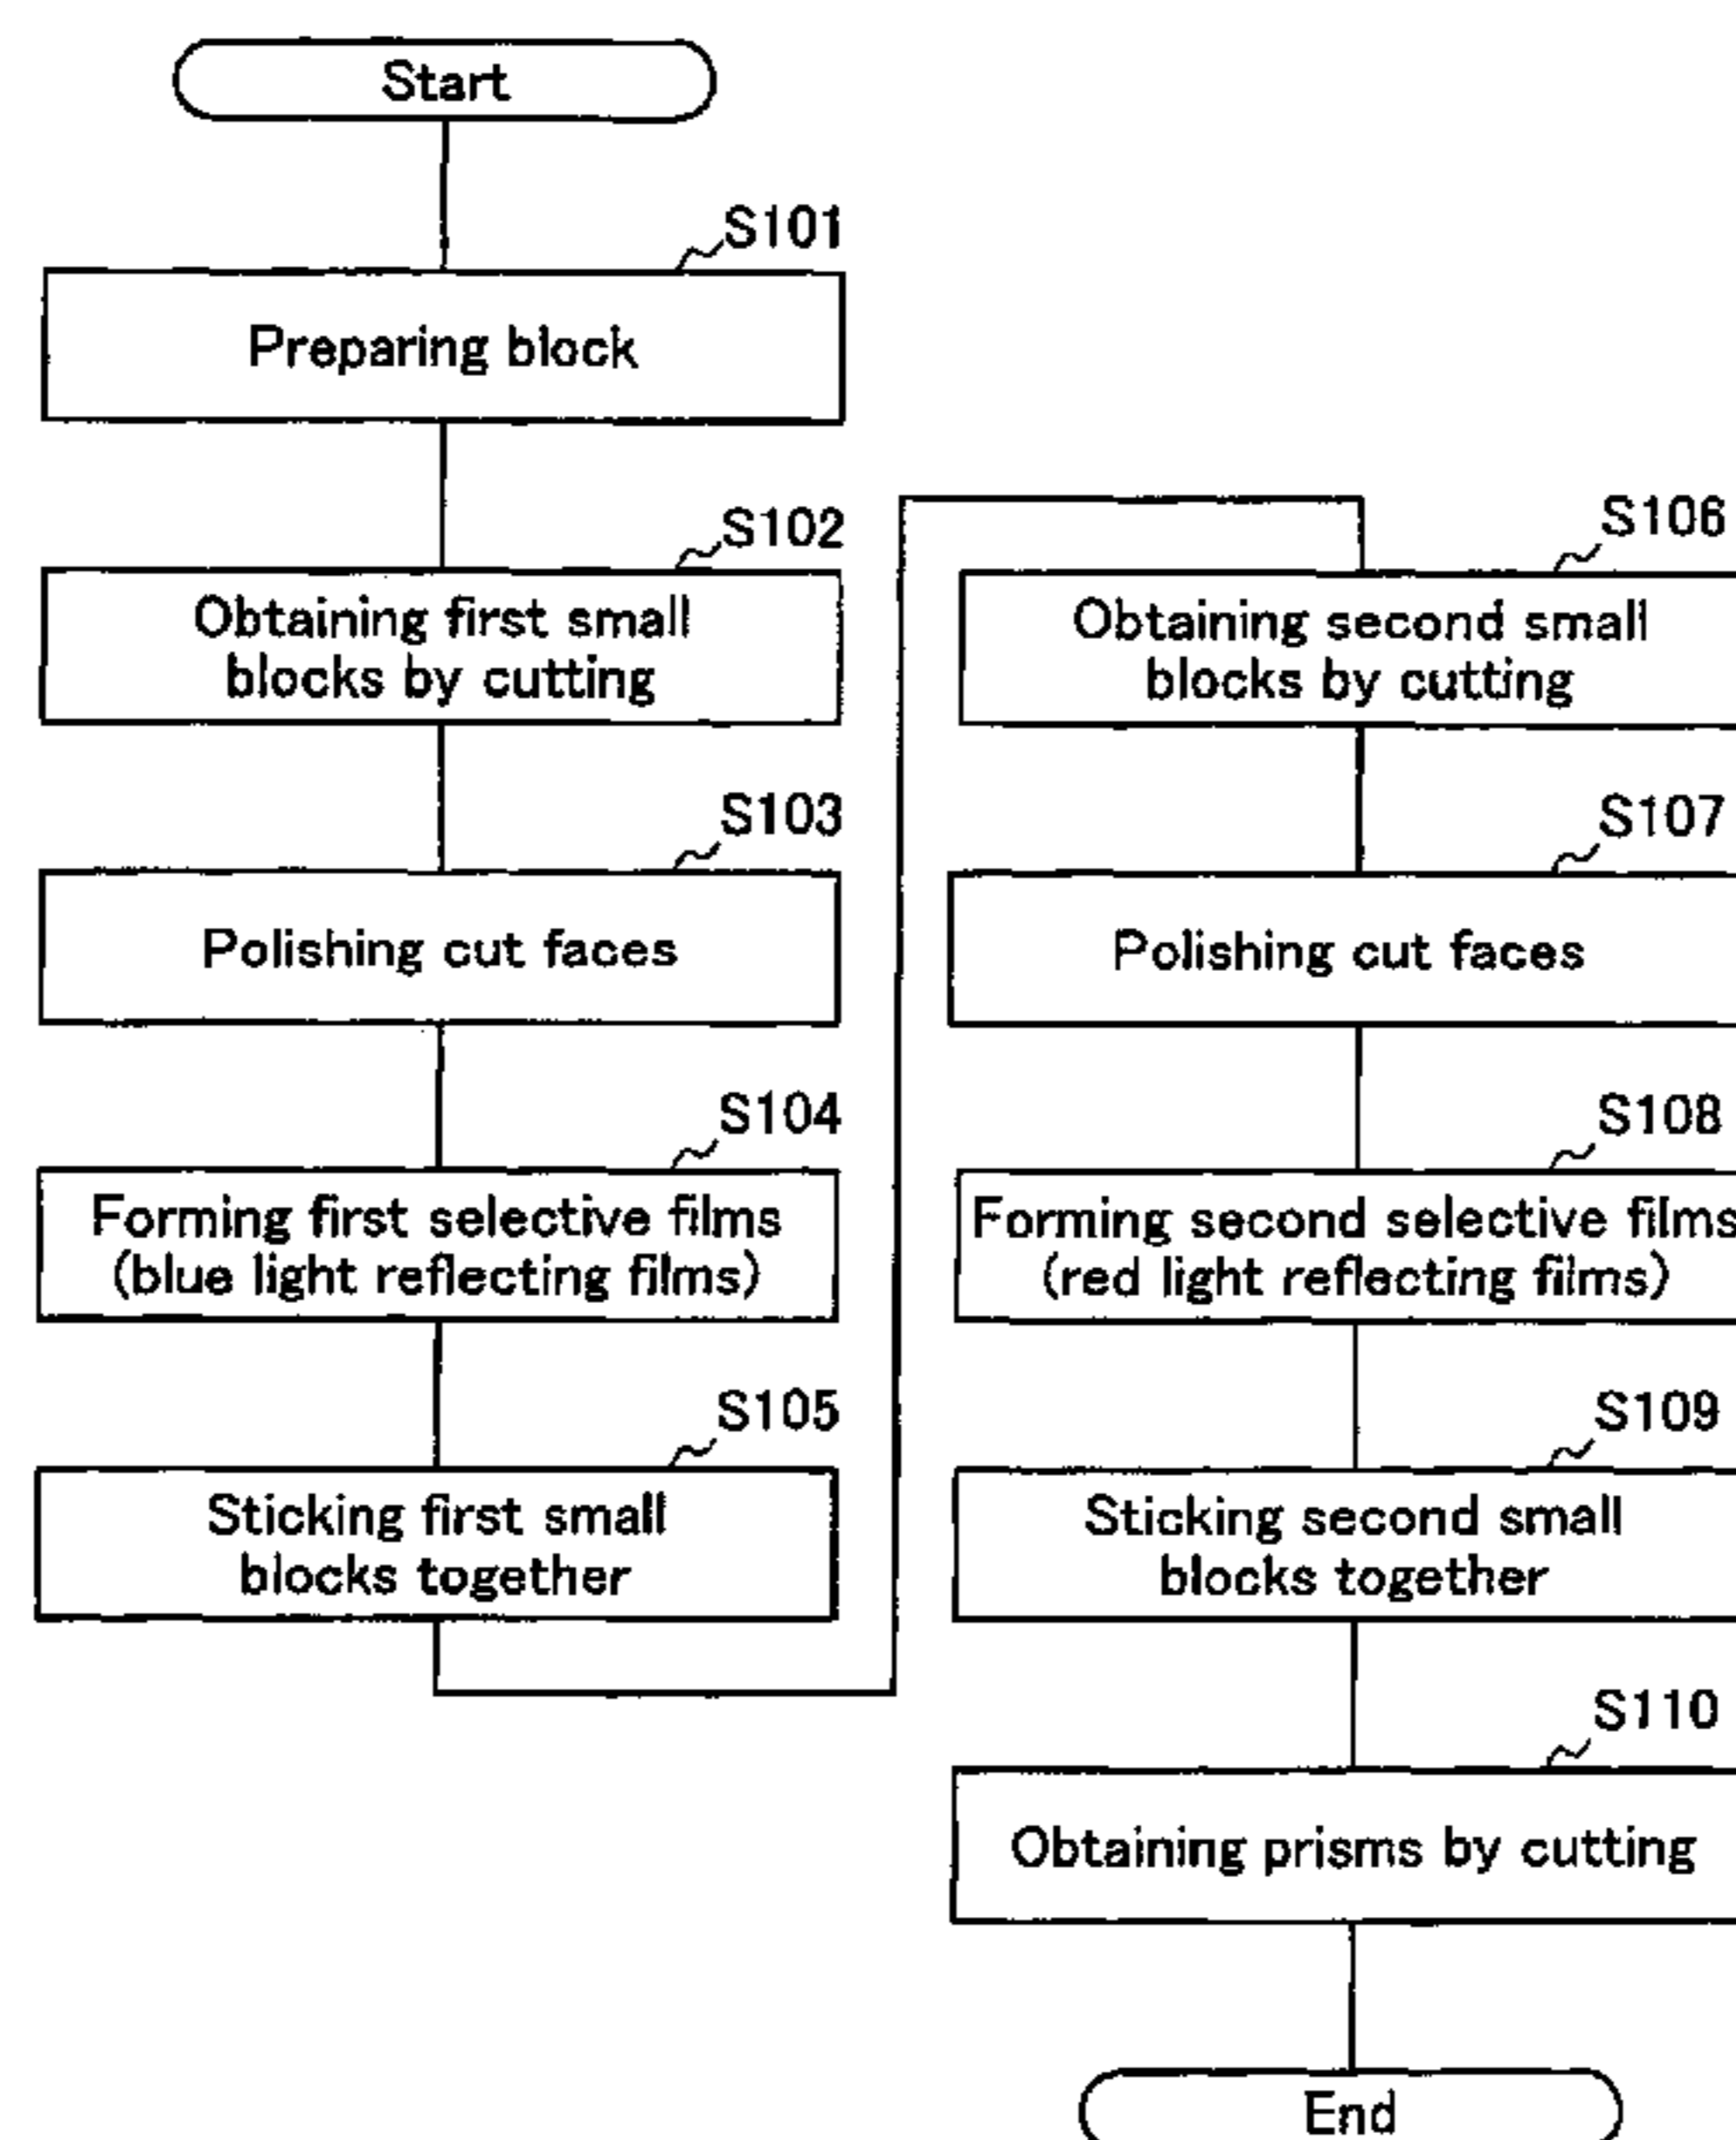 Start
S101
Preparing block
S102
Obtaining first small
blocks by cutting
S103
Polishing cut faces
S104
Forming first selective films
(blue light reflecting films)
S105
Sticking first small
blocks together
S106
Obtaining second small
blocks by cutting
S107
Polishing cut faces
S108
Forming second selective films
(red light reflecting films)
S109
Sticking second small
blocks together
S110
Obtaining prisms by cutting
End